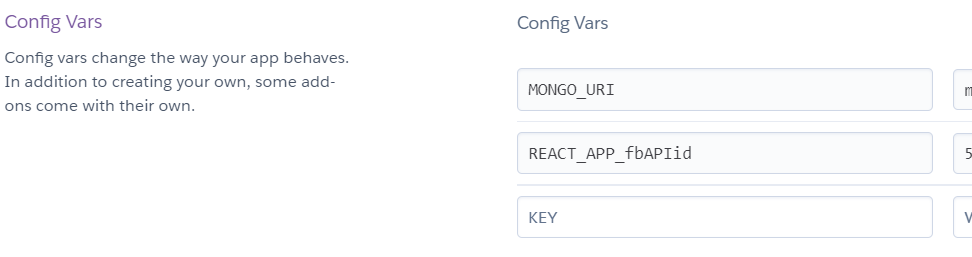 Config Vars
Config vars change the way your app behaves.
In addition to creating your own, some add-
ons come with their own.
Config Vars
MONGO_URI
REACT_APP_fbAPIid
5
KEY